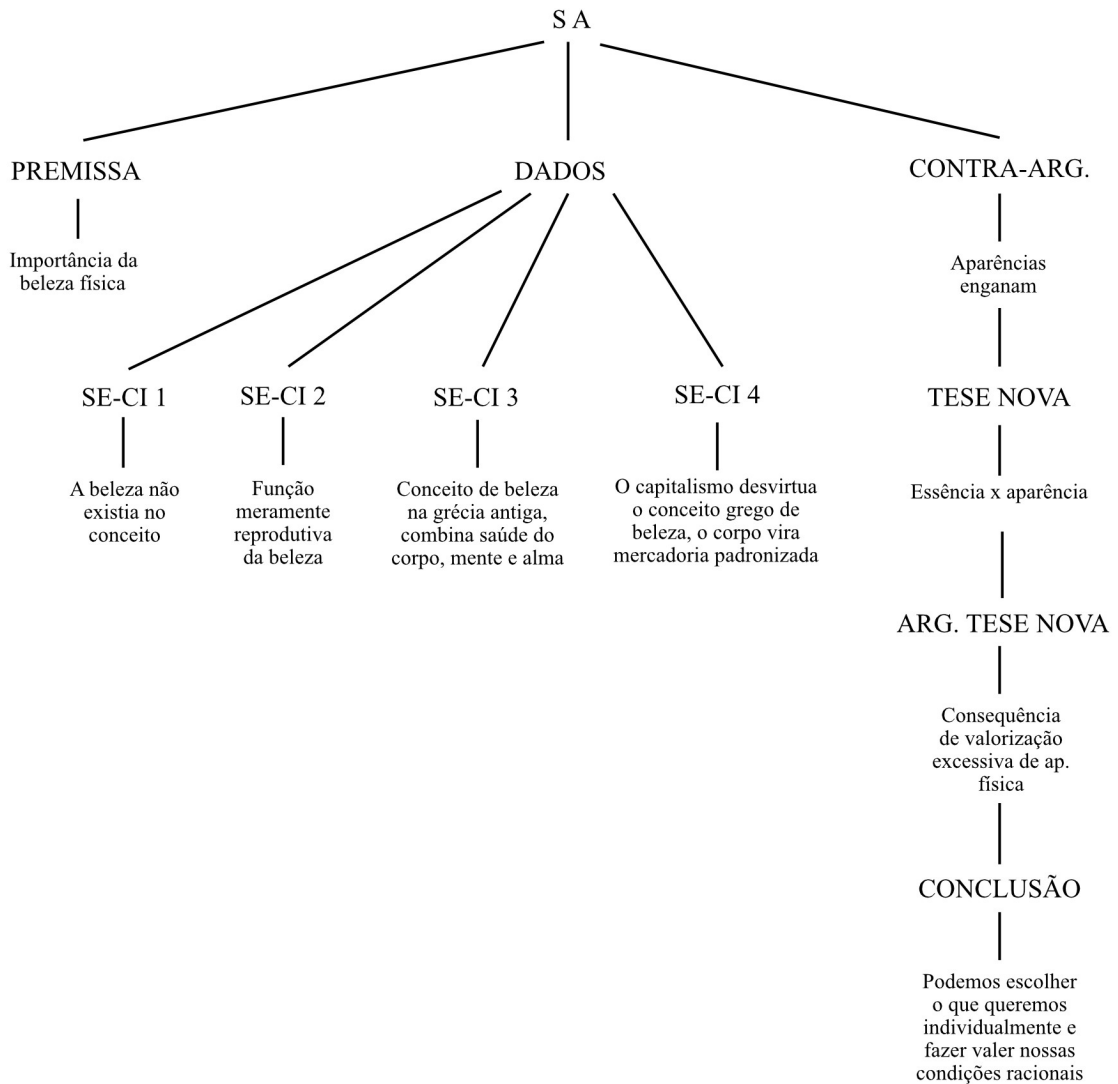 S A
PREMISSA
DADOS
CONTRA-ARG.
Importância da
beleza física
Aparências
enganam
SE-CI 1
SE-CI 2
SE-CI 3
SE-CI 4
TESE NOVA
A beleza não
existia no
conceito
Função
meramente
reprodutiva
da beleza
Conceito de beleza
na grécia antiga,
combina saúde do
corpo, mente e alma
O capitalismo desvirtua
o conceito grego de
beleza, o corpo vira
mercadoria padronizada
Essência x aparência
ARG. TESE NOVA
Consequência
de valorização
excessiva de ap.
física
CONCLUSÃO
Podemos escolher
o que queremos
individualmente e
fazer valer nossas
condições racionais